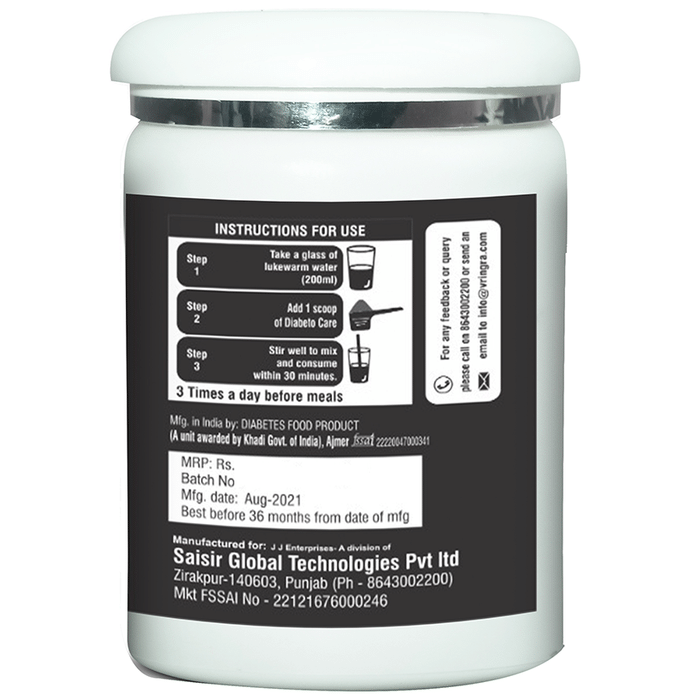 INSTRUCTIONS FOR USE
Step
1
Take a glass of
lukewarm water
(200ml)
Step
2
Add 1 scoop
of Diabeto Care
Step
3
Stir well to mix
and consume
within 30 minutes.
3 Times a day before meals
For any feedback or query
please call on 8643002200 or send an
email to info@vringra.com
Mfg. in India by: DIABETES FOOD PRODUCT
(A unit awarded by Khadi Govt. of India), Ajmer fssai 22220047000341
MRP: Rs.
Batch No
Mfg. date: Aug-2021
Best before 36 months from date of mfg
Manufactured for: J J Enterprises- A division of
Saisir Global Technologies Pvt ltd
Zirakpur-140603, Punjab (Ph - 8643002200)
Mkt FSSAI No - 22121676000246